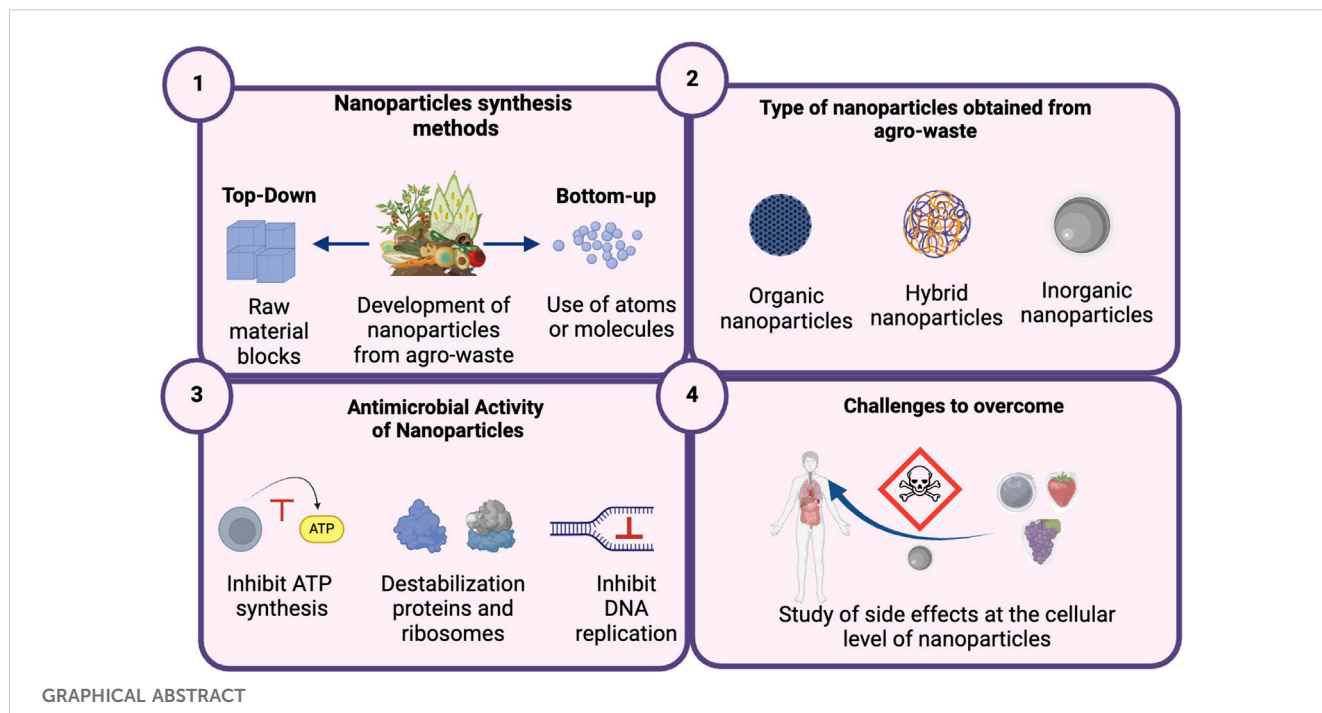 1
Nanoparticles synthesis
methods
Top-Down
Bottom-up
Raw
material
blocks
Development of
nanoparticles
from agro-waste
Use of atoms
or molecules
2
Type of nanoparticles obtained from
agro-waste
Organic
nanoparticles
Hybrid
nanoparticles
Inorganic
nanoparticles
3
Antimicrobial Activity
of Nanoparticles
ATP
Inhibit ATP
synthesis
Destabilization
proteins and
ribosomes
Inhibit
DNA
replication
4
Challenges to overcome
Study of side effects at the cellular
level of nanoparticles
GRAPHICAL ABSTRACT